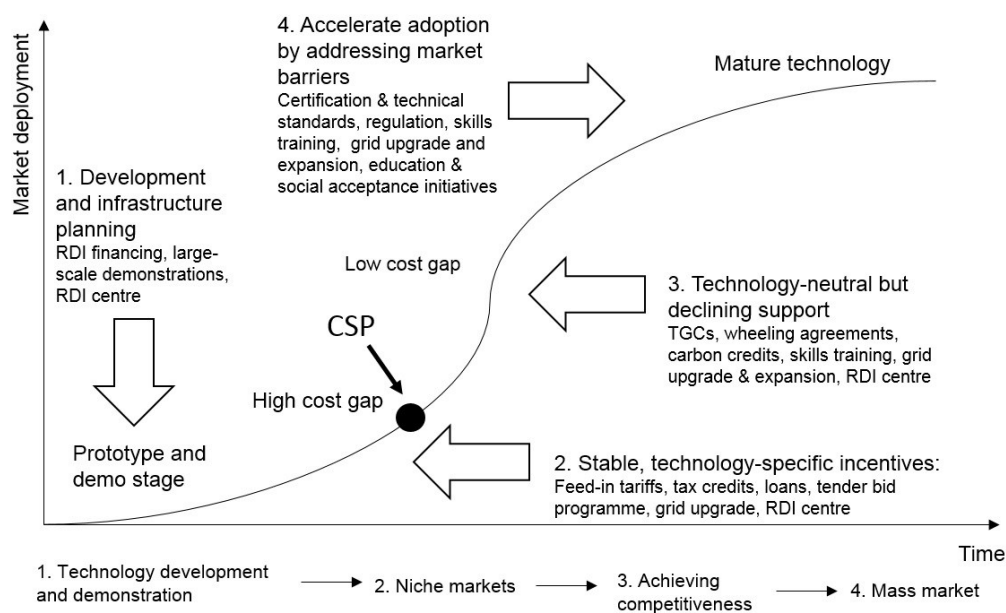 Market deployment
4. Accelerate adoption
by addressing market
barriers
Certification & technical
standards, regulation, skills
training, grid upgrade and
expansion, education &
social acceptance initiatives
Mature technology
1. Development
and infrastructure
planning
RDI financing, large-
scale demonstrations,
RDI centre
Low cost gap
3. Technology-neutral but
declining support
TGCs, wheeling agreements,
carbon credits, skills training, grid
upgrade & expansion, RDI centre
CSP
High cost gap
Prototype and
demo stage
2. Stable, technology-specific incentives:
Feed-in tariffs, tax credits, loans, tender bid
programme, grid upgrade, RDI centre
Time
1. Technology development
and demonstration
2. Niche markets
3. Achieving
competitiveness
4. Mass market